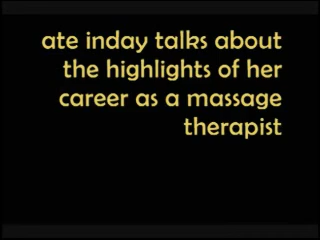 ate inday talks about
the highlights of her
career as a massage
therapist